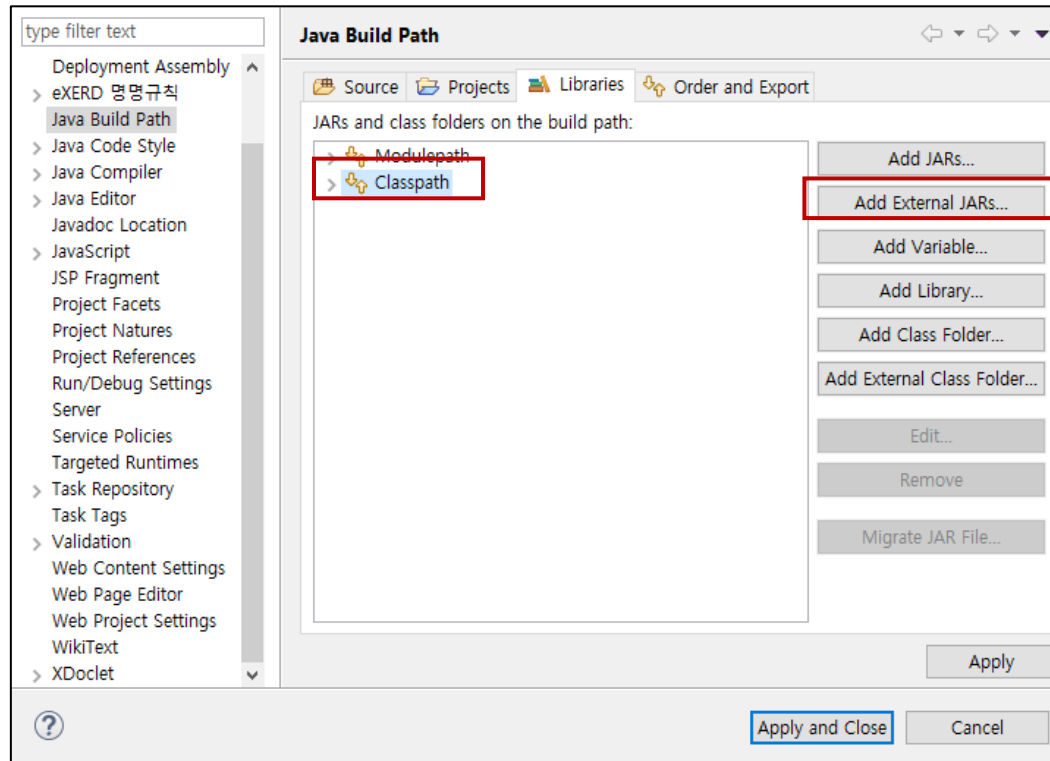 type filter text
Deployment Assembly
eXERD 명명규칙
Java Build Path
Java Code Style
Java Compiler
Java Editor
Javadoc Location
JavaScript
JSP Fragment
Project Facets
Project Natures
Project References
Run/Debug Settings
Server
Service Policies
Targeted Runtimes
Task Repository
Task Tags
Validation
Web Content Settings
Web Page Editor
Web Project Settings
WikiText
XDoclet
Java Build Path
Source Projects Libraries Order and Export
JARs and class folders on the build path:
Modulepath
Classpath
Add JARs...
Add External JARs...
Add Variable...
Add Library...
Add Class Folder...
Add External Class Folder...
Edit...
Remove
Migrate JAR File...
Apply
?
Apply and Close Cancel